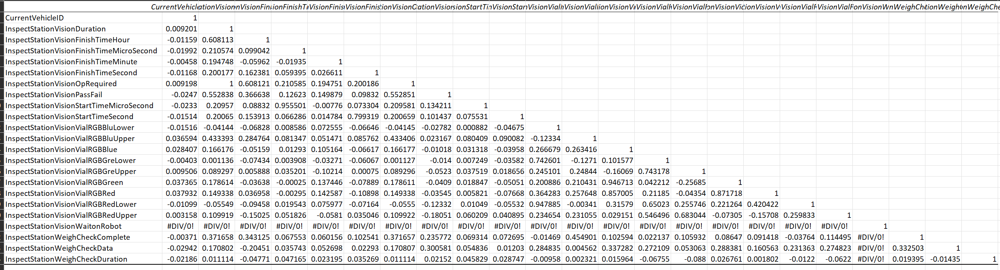 CurrentVehicl ationVision nVisionFin ionFinishT VisionFinis VisionFinis tionVisionO ationVision sionStartTi nVisionStar VisionVial VisionVial ionVisionV VisionVial VisionVial onVisionVi tionVisionV VisionVial VisionVial onVisionW nWeighCh tionWeigh nWeighChe
CurrentVehicleID 1
InspectStationVisionDuration 0.009201 1
InspectStationVisionFinishTimeHour -0.01159 0.608113 1
InspectStationVisionFinishTimeMicroSecond -0.01992 0.210574 0.099042 1
InspectStationVisionFinishTimeMinute -0.00458 0.194748 -0.05962 -0.01935 1
InspectStationVisionFinishTimeSecond -0.01168 0.200177 0.162381 0.059395 0.026611 1
InspectStationVisionOpRequired 0.009198 1 0.608121 0.210585 0.194751 0.200186 1
InspectStationVisionPassFail -0.0247 0.552838 0.366638 0.12623 0.149879 0.09832 0.552851 1
InspectStationVisionStartTimeMicroSecond -0.0233 0.20957 0.08832 0.955501 -0.00776 0.073304 0.209581 0.134211 1
InspectStationVisionStartTimeSecond -0.01514 0.20065 0.153913 0.066286 0.014784 0.799319 0.200659 0.101437 0.075531 1
InspectStationVisionVialRGBBluLower -0.01516 -0.04144 -0.06828 0.008586 0.072555 -0.06646 -0.04145 -0.02782 0.000882 -0.04675 1
InspectStationVisionVialRGBBluUpper 0.036594 0.433393 0.284764 0.081347 0.051471 0.085762 0.433406 0.023167 0.080409 0.090082 -0.12334 1
InspectStationVisionVialRGBBlue 0.028407 0.166176 -0.05159 0.01293 0.105164 -0.06617 0.166177 -0.01018 0.031318 -0.03958 0.266679 0.263416 1
InspectStationVisionVialRGBGreLower -0.00403 0.001136 -0.07434 0.003908 -0.03271 -0.06067 0.001127 -0.014 0.007249 -0.03582 0.742601 -0.1271 0.101577 1
InspectStationVisionVialRGBGreUpper 0.009506 0.089297 0.005888 0.035201 -0.10214 0.00075 0.089296 -0.0523 0.037519 0.018656 0.245101 0.24844 -0.16069 0.743178 1
InspectStationVisionVialRGBGreen 0.037365 0.178614 -0.03638 -0.00025 0.137446 -0.07889 0.178611 -0.0409 0.018847 -0.05051 0.200886 0.210431 0.946713 0.042212 -0.25685 1
InspectStationVisionVialRGBRed 0.037932 0.149338 0.036958 -0.00295 0.142587 -0.10898 0.149338 -0.03545 0.005821 -0.07668 0.364283 0.257648 0.857005 0.21185 -0.04354 0.871718 1
InspectStationVisionVialRGBRedLower -0.01099 -0.05549 -0.09458 0.019543 0.075977 -0.07164 -0.0555 -0.12332 0.01049 -0.05532 0.947885 -0.00341 0.31579 0.65023 0.255746 0.221264 0.420422 1
InspectStationVisionVialRGBRedUpper 0.003158 0.109919 -0.15025 0.051826 -0.0581 0.035046 0.109922 -0.18051 0.060209 0.040895 0.234654 0.231055 0.029151 0.546496 0.683044 -0.07305 -0.15708 0.259833 1
InspectStationVisionWaitonRobot #DIV/0! #DIV/0! #DIV/0! #DIV/0! #DIV/0! #DIV/0! #DIV/0! #DIV/0! #DIV/0! #DIV/0! #DIV/0! #DIV/0! #DIV/0! #DIV/0! #DIV/0! #DIV/0! #DIV/0! #DIV/0! #DIV/0! 1
InspectStationWeighCheckComplete -0.00371 0.371658 0.343125 0.067553 0.060156 0.102541 0.371657 0.235772 0.069314 0.072695 -0.01469 0.454901 0.102594 0.022137 0.105932 0.08647 0.091418 -0.03764 0.114495 #DIV/0! 1
InspectStationWeighCheckData -0.02942 0.170802 -0.20451 0.035743 0.052698 0.02293 0.170807 0.300581 0.054836 0.01203 0.284835 0.004562 0.337282 0.272109 0.053063 0.288381 0.160563 0.231363 0.274823 #DIV/0! 0.332503 1
InspectStationWeighCheckDuration -0.02186 0.011114 -0.04771 0.047165 0.023195 0.035269 0.011114 0.02152 0.045829 0.028747 -0.00958 0.002321 0.015964 -0.06755 -0.088 0.026761 0.001802 -0.0122 -0.0622 #DIV/0! 0.019395 -0.01435 1